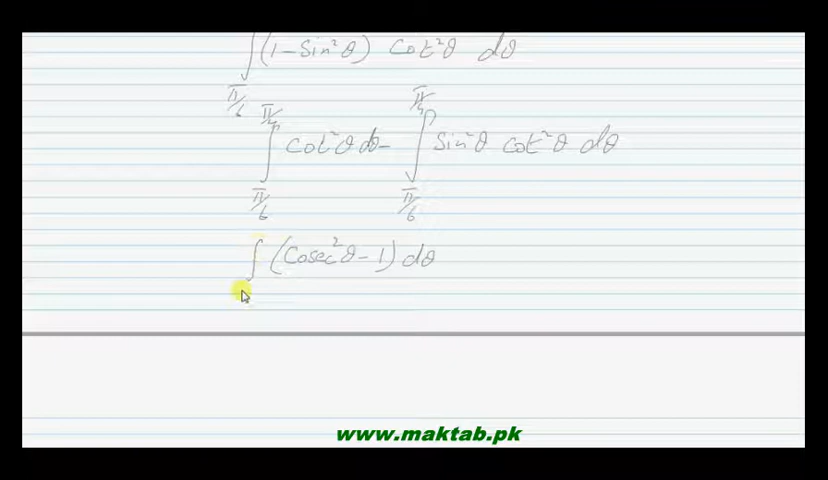 ∫(1-Sin²θ) Cot²θ dθ
π/6
π/4 π/4
∫ Cot²θ dθ - ∫ Sin²θ Cot²θ dθ
π/6 π/6
∫ (Cosec²θ - 1) dθ
www.maktab.pk